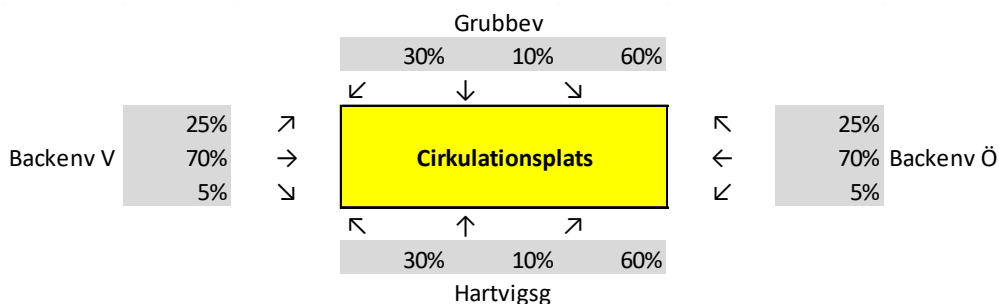 Grubbev
30% 10% 60%
↙ ↓ ↘
25% ↗ ↖ 25%
Backenv V 70% → Cirkulationsplats ← 70% Backenv Ö
5% ↘ ↙ 5%
↖ ↑ ↗
30% 10% 60%
Hartvigsg